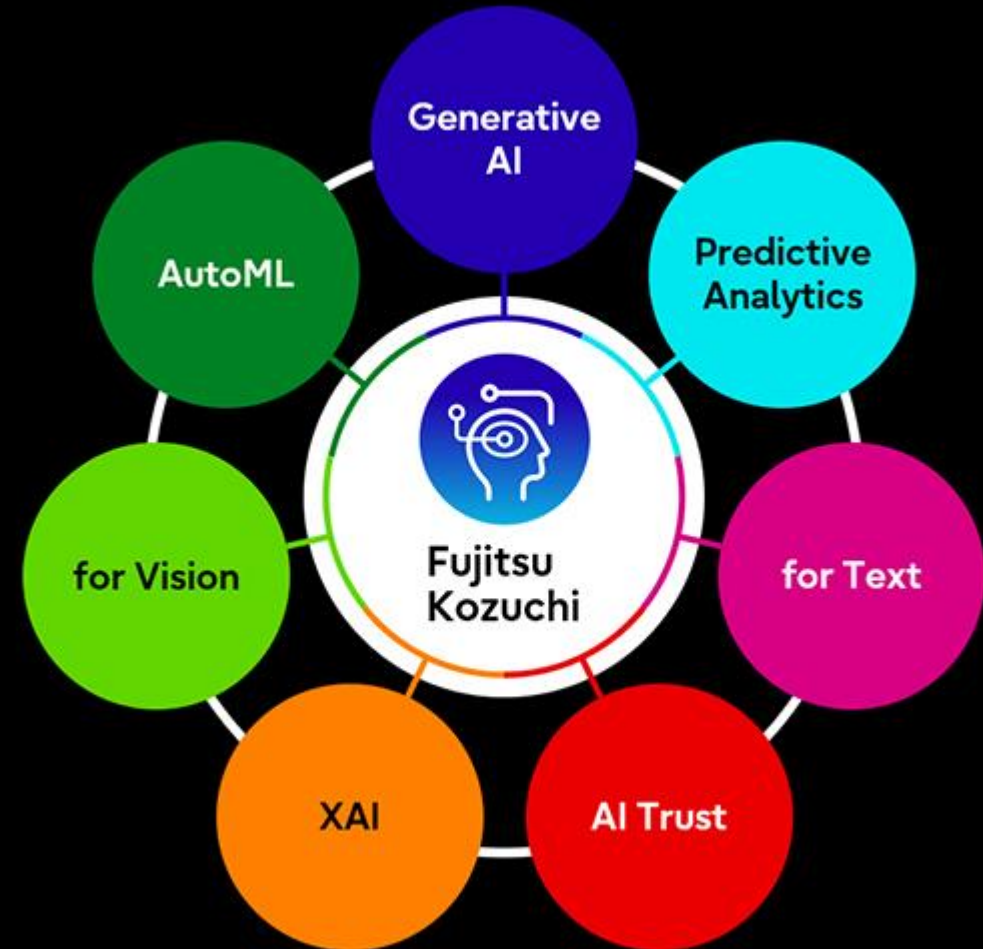 Generative
AI
Predictive
Analytics
for Text
AI Trust
XAI
for Vision
AutoML
Fujitsu
Kozuchi